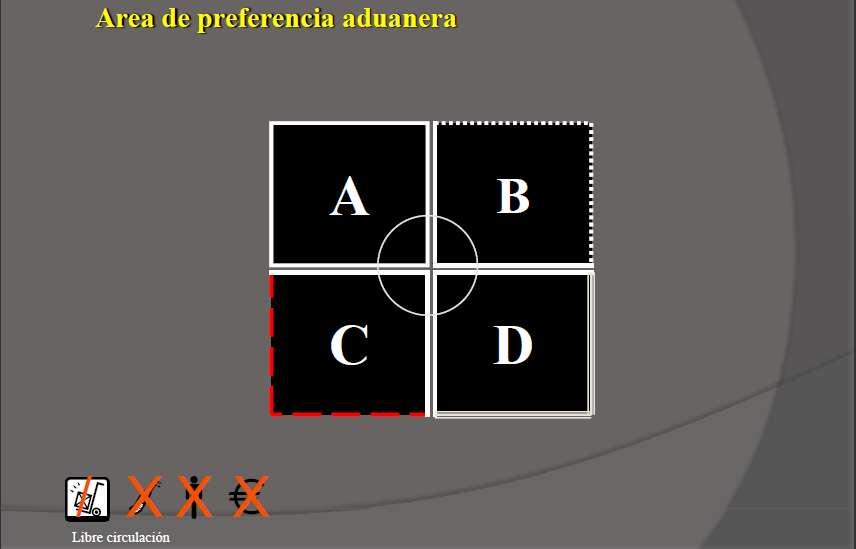 Area de preferencia aduanera
A
B
C
D
Libre circulación